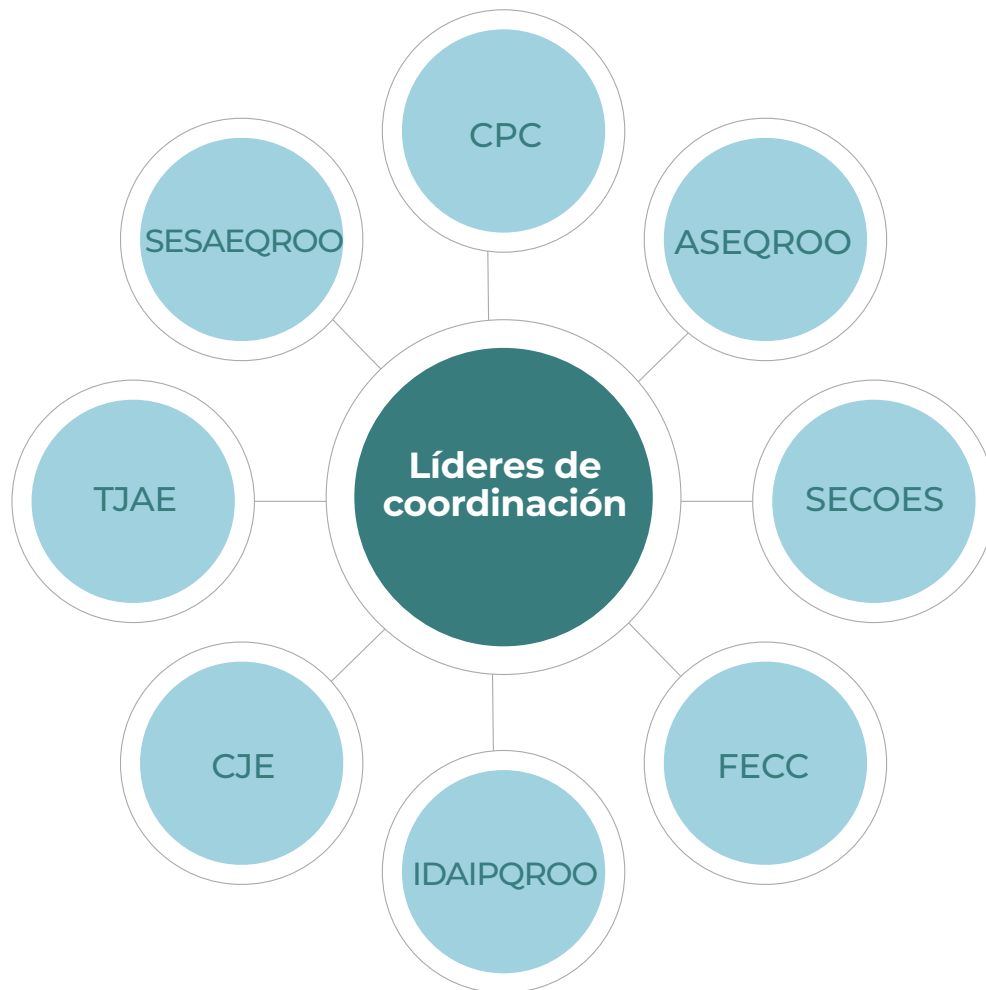 CPC
SESAEQROO
ASEQROO
Líderes de
coordinación
TJAE
SECOES
CJE
FECC
IDAIPQROO